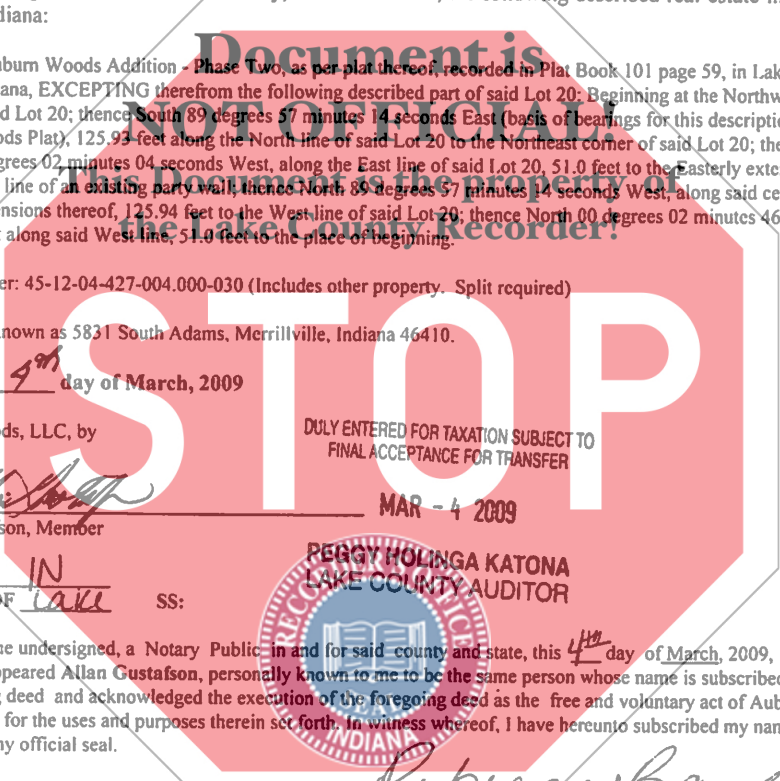 diana:
Document is
burn Woods Addition - Phase Two, as per plat thereof, recorded in Plat Book 101 page 59, in Lak
ana, EXCEPTING therefrom the following described part of said Lot 20: Beginning at the Northw
NOT OFFICIAL!
d Lot 20; thence South 89 degrees 57 minutes 14 seconds East (basis of bearings for this descriptio
ods Plat), 125.93 feet along the North line of said Lot 20 to the Northeast corner of said Lot 20; the
grees 02 minutes 04 seconds West, along the East line of said Lot 20, 51.0 feet to the Easterly exte
This Document is the property of
line of an existing party wall; thence North 89 degrees 57 minutes 14 seconds West, along said ce
ensions thereof, 125.94 feet to the West line of said Lot 20; thence North 00 degrees 02 minutes 46
the Lake County Recorder!
along said West line, 51.0 feet to the place of beginning.
er: 45-12-04-427-004.000-030 (Includes other property. Split required)
nown as 5831 South Adams, Merrillville, Indiana 46410.
STOP
4th day of March, 2009
ods, LLC, by
DULY ENTERED FOR TAXATION SUBJECT TO
FINAL ACCEPTANCE FOR TRANSFER
MAR - 4 2009
son, Member
PEGGY HOLINGA KATONA
LAKE COUNTY AUDITOR
IN
OF Lake SS:
RECORDER'S OFFICE
INDIANA
ne undersigned, a Notary Public in and for said county and state, this 4th day of March, 2009,
ppeared Allan Gustafson, personally known to me to be the same person whose name is subscribed
g deed and acknowledged the execution of the foregoing deed as the free and voluntary act of Aub
for the uses and purposes therein set forth. In witness whereof, I have hereunto subscribed my nam
ny official seal.